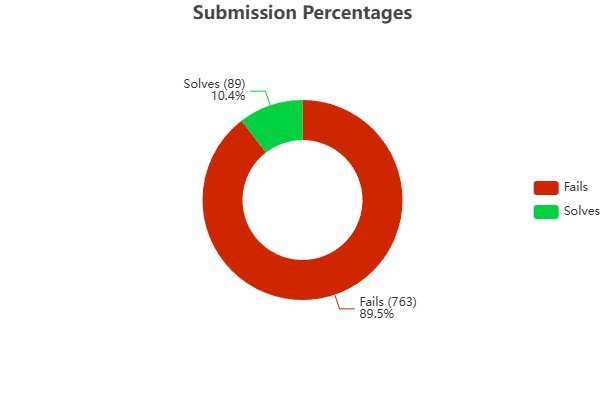 Submission Percentages
Solves (89)
10.4%
Fails
Solves
Fails (763)
89.5%